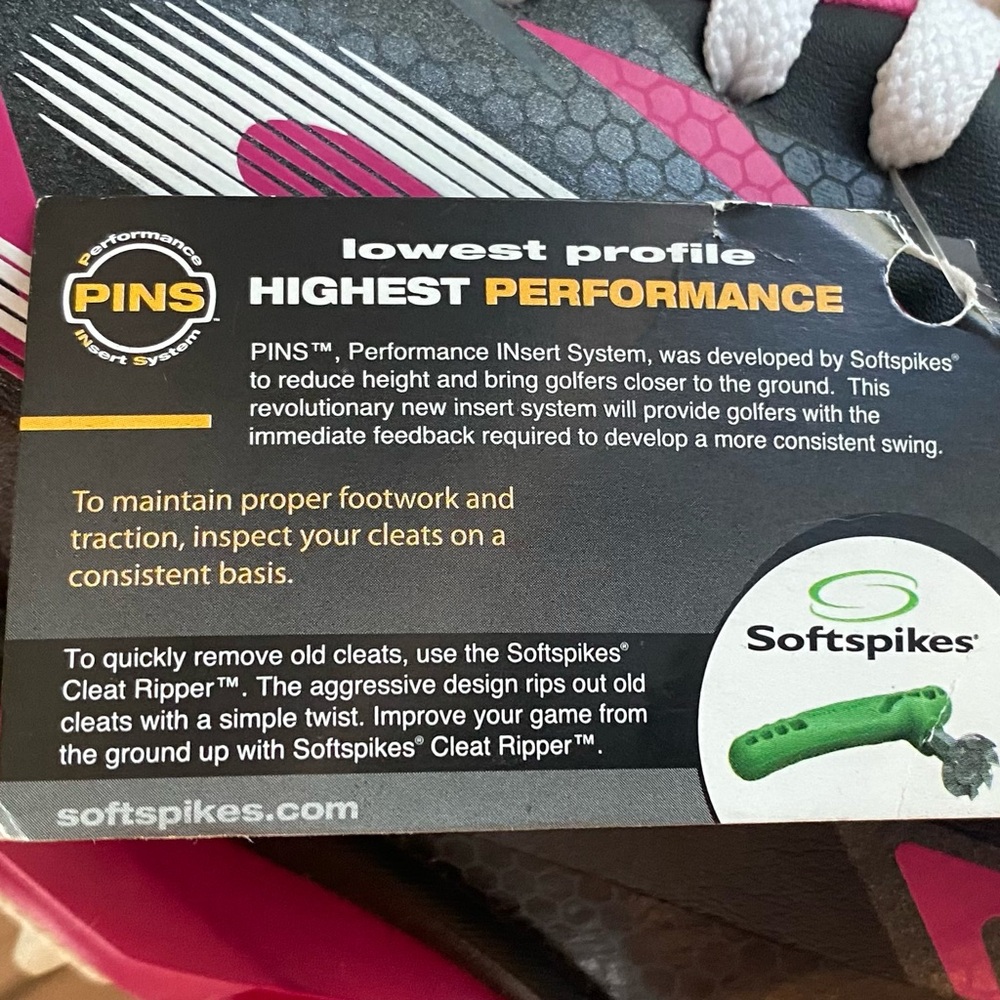 Performance
PINS™
INsert System
lowest profile
HIGHEST PERFORMANCE
PINS™, Performance INsert System, was developed by Softspikes®
to reduce height and bring golfers closer to the ground. This
revolutionary new insert system will provide golfers with the
immediate feedback required to develop a more consistent swing.
To maintain proper footwork and
traction, inspect your cleats on a
consistent basis.
Softspikes®
To quickly remove old cleats, use the Softspikes®
Cleat Ripper™. The aggressive design rips out old
cleats with a simple twist. Improve your game from
the ground up with Softspikes® Cleat Ripper™.
softspikes.com